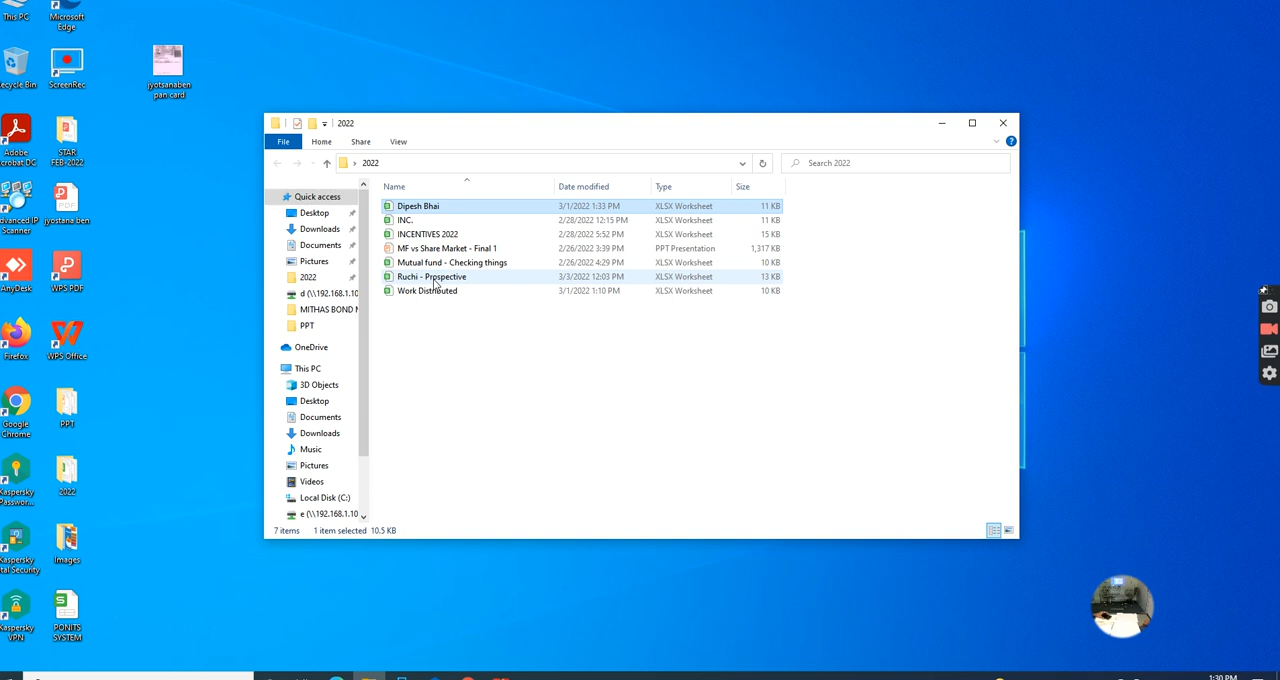 This PC
Microsoft
Edge
ecycle Bin
ScreenRec
jyotsanaben
pan card
Adobe
crobat DC
STAR
FEB-2022
dvanced IP
Scanner
jyostana.ben
AnyDesk
WPS PDF
Firefox
WPS Office
Google
Chrome
PPT
Kaspersky
Passwor...
2022
Kaspersky
tal Security
Images
Kaspersky
VPN
PONITS
SYSTEM
2022
File Home Share View
2022
Search 2022
Name Date modified Type Size
Dipesh Bhai 3/1/2022 1:33 PM XLSX Worksheet 11 KB
INC. 2/28/2022 12:15 PM XLSX Worksheet 11 KB
INCENTIVES 2022 2/28/2022 5:52 PM XLSX Worksheet 15 KB
MF vs Share Market - Final 1 2/26/2022 3:39 PM PPT Presentation 1,317 KB
Mutual fund - Checking things 2/26/2022 4:29 PM XLSX Worksheet 10 KB
Ruchi - Prospective 3/3/2022 12:03 PM XLSX Worksheet 13 KB
Work Distributed 3/1/2022 1:10 PM XLSX Worksheet 10 KB
Quick access
Desktop
Downloads
Documents
Pictures
2022
d (\\192.168.1.10
MITHAS BOND
PPT
OneDrive
This PC
3D Objects
Desktop
Documents
Downloads
Music
Pictures
Videos
Local Disk (C:)
e (\\192.168.1.10
7 items 1 item selected 10.5 KB
1:30 PM